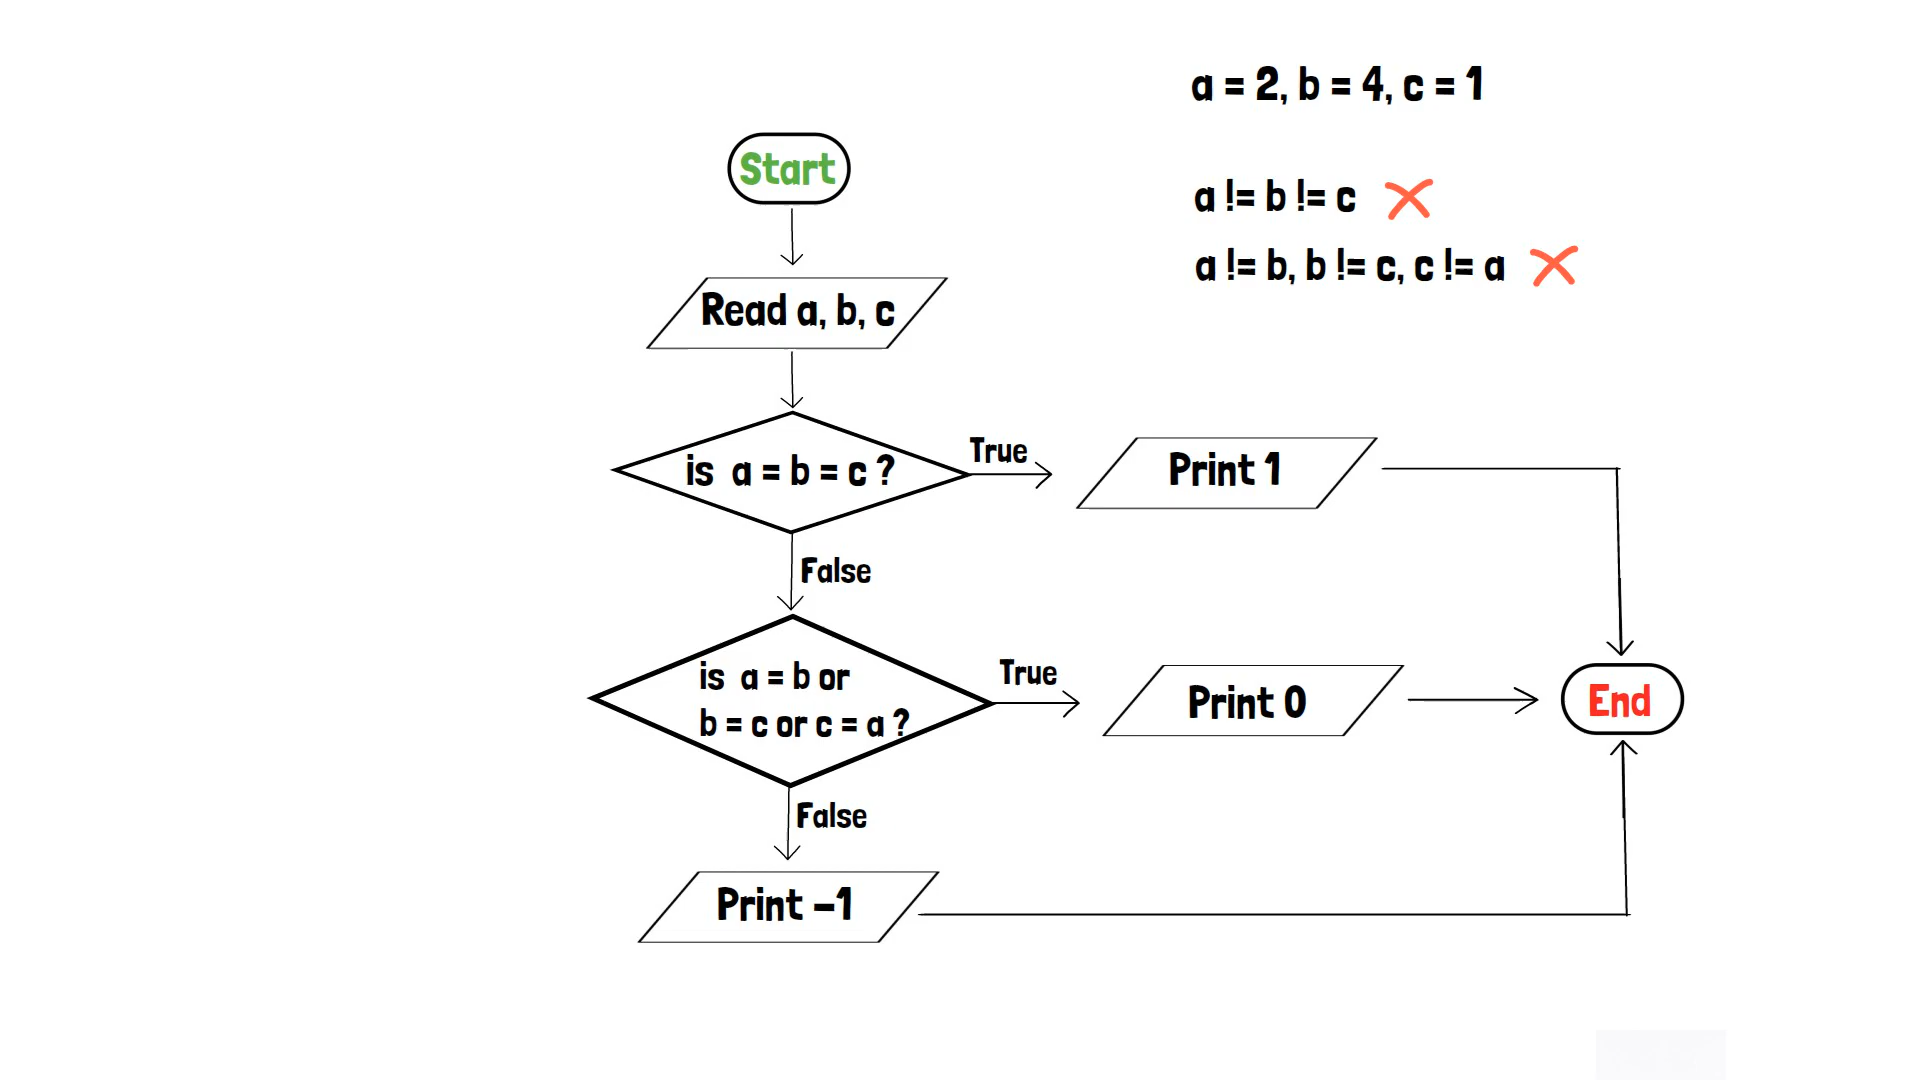 a = 2, b = 4, c = 1
Start
a != b != c
a != b, b != c, c != a
Read a, b, c
is a = b = c ?
True
Print 1
False
is a = b or
b = c or c = a ?
True
Print 0
End
False
Print -1